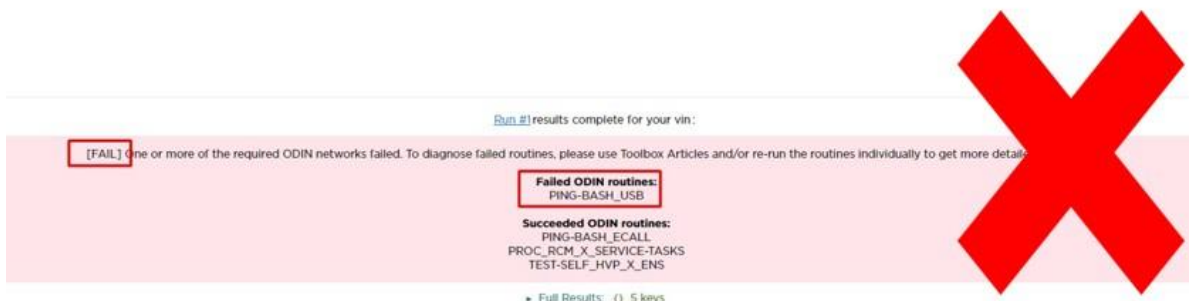 Run #1 results complete for your vin:
[FAIL] One or more of the required ODIN networks failed. To diagnose failed routines, please use Toolbox Articles and/or re-run the routines individually to get more
Failed ODIN routines:
PING-BASH_USB
Succeeded ODIN routines:
PING-BASH_ECALL
PROC_RCM_X_SERVICE-TASKS
TEST-SELF_HVP_X_ENS
▸ Full Results: {} 5 keys